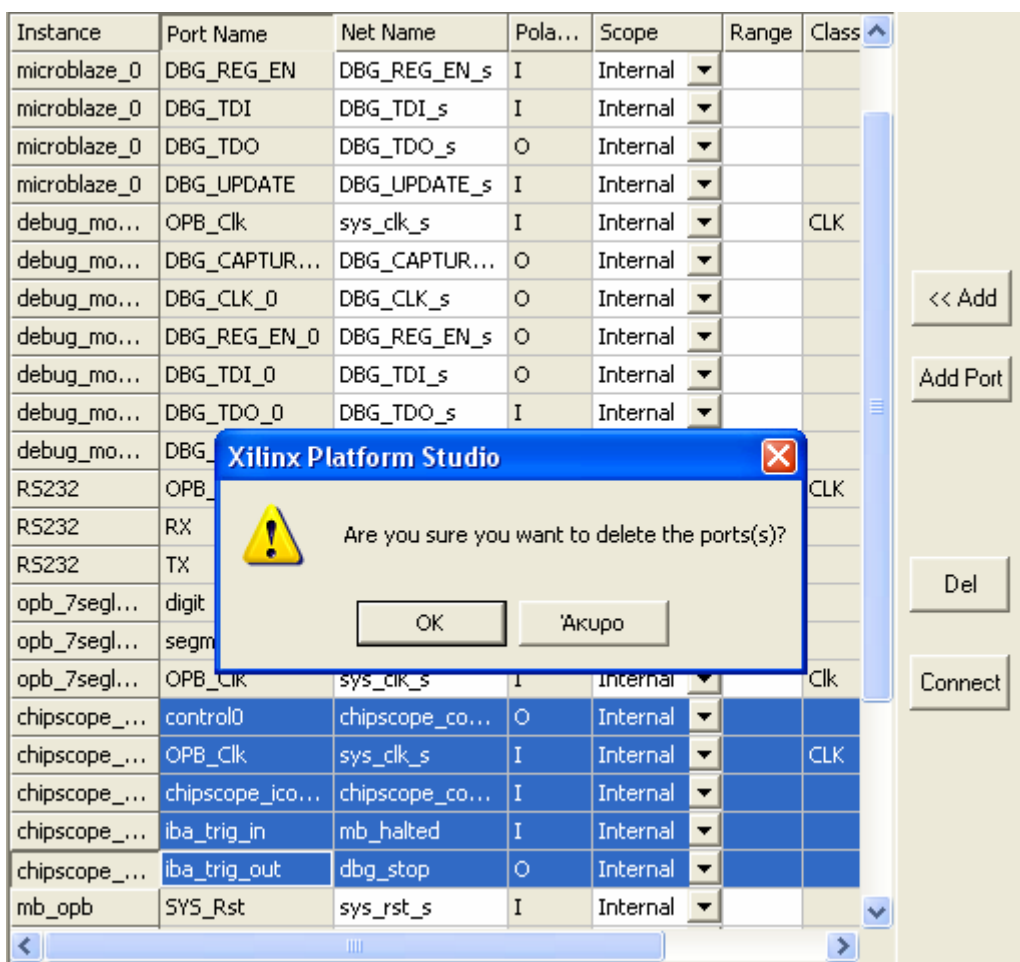 Instance Port Name Net Name Pola... Scope Range Class
microblaze_0 DBG_REG_EN DBG_REG_EN_s I Internal
microblaze_0 DBG_TDI DBG_TDI_s I Internal
microblaze_0 DBG_TDO DBG_TDO_s O Internal
microblaze_0 DBG_UPDATE DBG_UPDATE_s I Internal
debug_mo... OPB_Clk sys_clk_s I Internal CLK
debug_mo... DBG_CAPTUR... DBG_CAPTUR... O Internal
debug_mo... DBG_CLK_0 DBG_CLK_s O Internal
debug_mo... DBG_REG_EN_0 DBG_REG_EN_s O Internal
debug_mo... DBG_TDI_0 DBG_TDI_s O Internal
debug_mo... DBG_TDO_0 DBG_TDO_s I Internal
debug_mo... DBG_
RS232 OPB_ CLK
RS232 RX
RS232 TX
opb_7segl... digit
opb_7segl... segm
opb_7segl... OPB_Clk sys_clk_s I Internal Clk
chipscope_... control0 chipscope_co... O Internal
chipscope_... OPB_Clk sys_clk_s I Internal CLK
chipscope_... chipscope_ico... chipscope_co... I Internal
chipscope_... iba_trig_in mb_halted I Internal
chipscope_... iba_trig_out dbg_stop O Internal
mb_opb SYS_Rst sys_rst_s I Internal
Xilinx Platform Studio
Are you sure you want to delete the ports(s)?
OK Άκυρο
<< Add
Add Port
Del
Connect